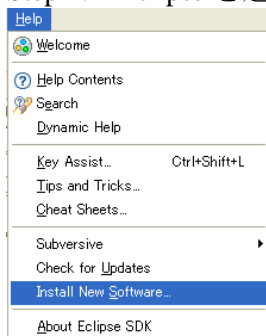 Help
Welcome
Help Contents
Search
Dynamic Help
Key Assist... Ctrl+Shift+L
Tips and Tricks...
Cheat Sheets...
Subversive
Check for Updates
Install New Software...
About Eclipse SDK